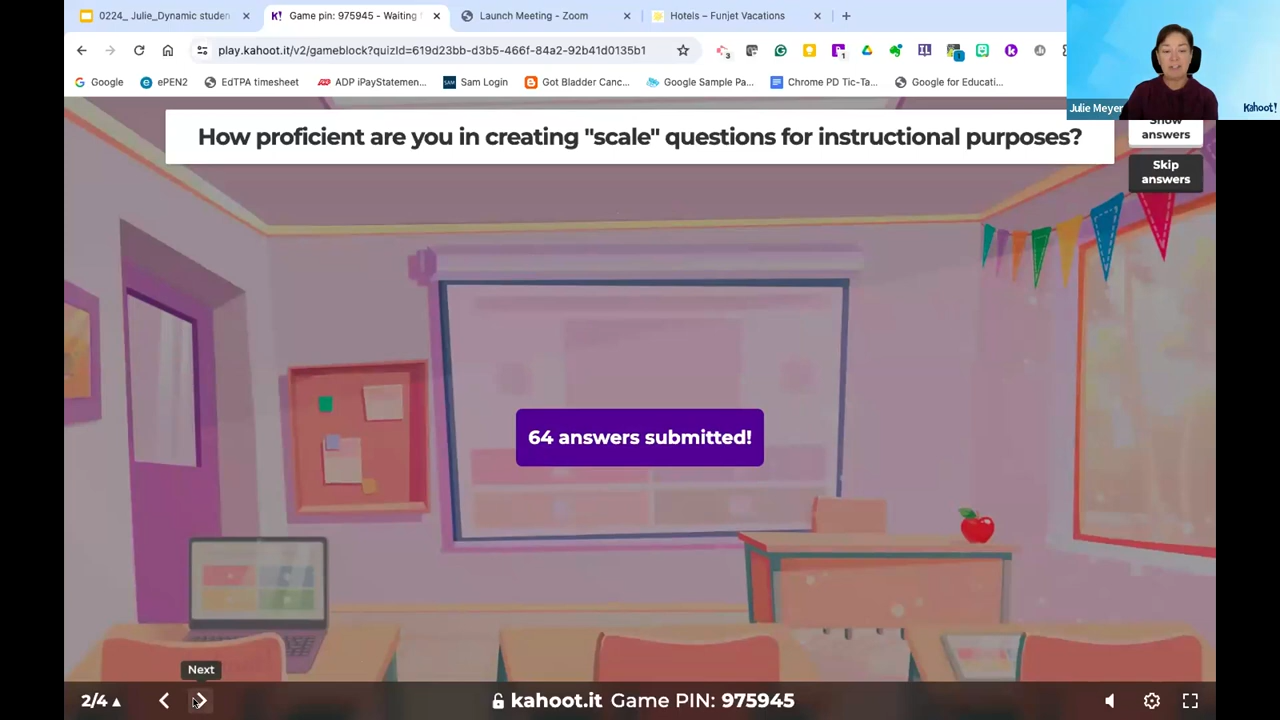 0224_ Julie_Dynamic studen
Game pin: 975945 - Waiting
Launch Meeting - Zoom
Hotels – Funjet Vacations
play.kahoot.it/v2/gameblock?quizId=619d23bb-d3b5-466f-84a2-92b41d0135b1
Google
ePEN2
EdTPA timesheet
ADP iPayStatemen...
Sam Login
Got Bladder Canc...
Google Sample Pa...
Chrome PD Tic-Ta...
Google for Educati...
Julie Meyer
Kahoot!
How proficient are you in creating "scale" questions for instructional purposes?
Show
answers
Skip
answers
64 answers submitted!
Next
2/4
kahoot.it Game PIN: 975945